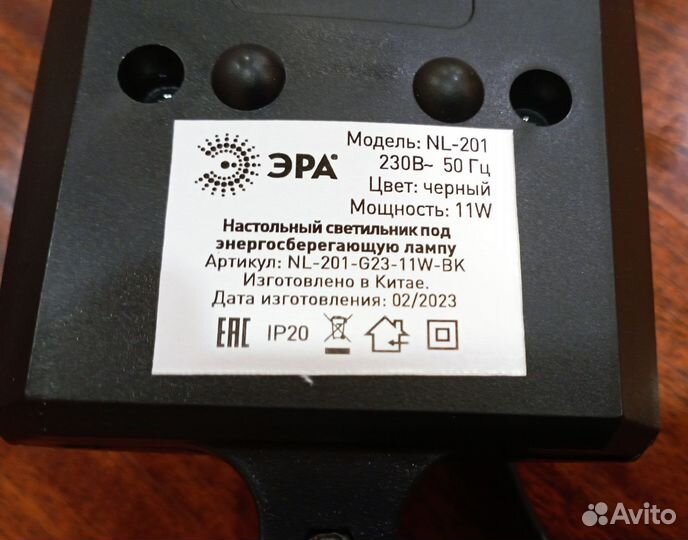 ЭРА®
Модель: NL-201
230В~ 50 Гц
Цвет: черный
Мощность: 11W
Настольный светильник под
энергосберегающую лампу
Артикул: NL-201-G23-11W-BK
Изготовлено в Китае.
Дата изготовления: 02/2023
EAC IP20
Avito